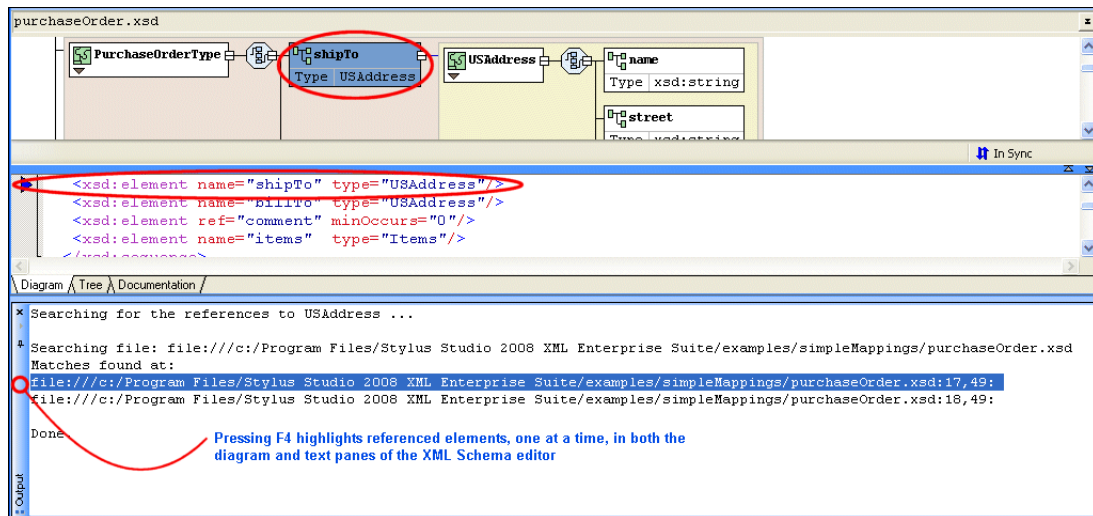 purchaseOrder.xsd
PurchaseOrderType
shipTo
Type USAddress
USAddress
name
Type xsd:string
street
Type xsd:string
In Sync
<xsd:element name="shipTo" type="USAddress"/>
<xsd:element name="billTo" type="USAddress"/>
<xsd:element ref="comment" minOccurs="0"/>
<xsd:element name="items"  type="Items"/>
</xsd:sequence>
Diagram Tree Documentation
Searching for the references to USAddress ...
Searching file: file:///c:/Program Files/Stylus Studio 2008 XML Enterprise Suite/examples/simpleMappings/purchaseOrder.xsd
Matches found at:
file:///c:/Program Files/Stylus Studio 2008 XML Enterprise Suite/examples/simpleMappings/purchaseOrder.xsd:17,49:
file:///c:/Program Files/Stylus Studio 2008 XML Enterprise Suite/examples/simpleMappings/purchaseOrder.xsd:18,49:
Done
Pressing F4 highlights referenced elements, one at a time, in both the
diagram and text panes of the XML Schema editor
Output